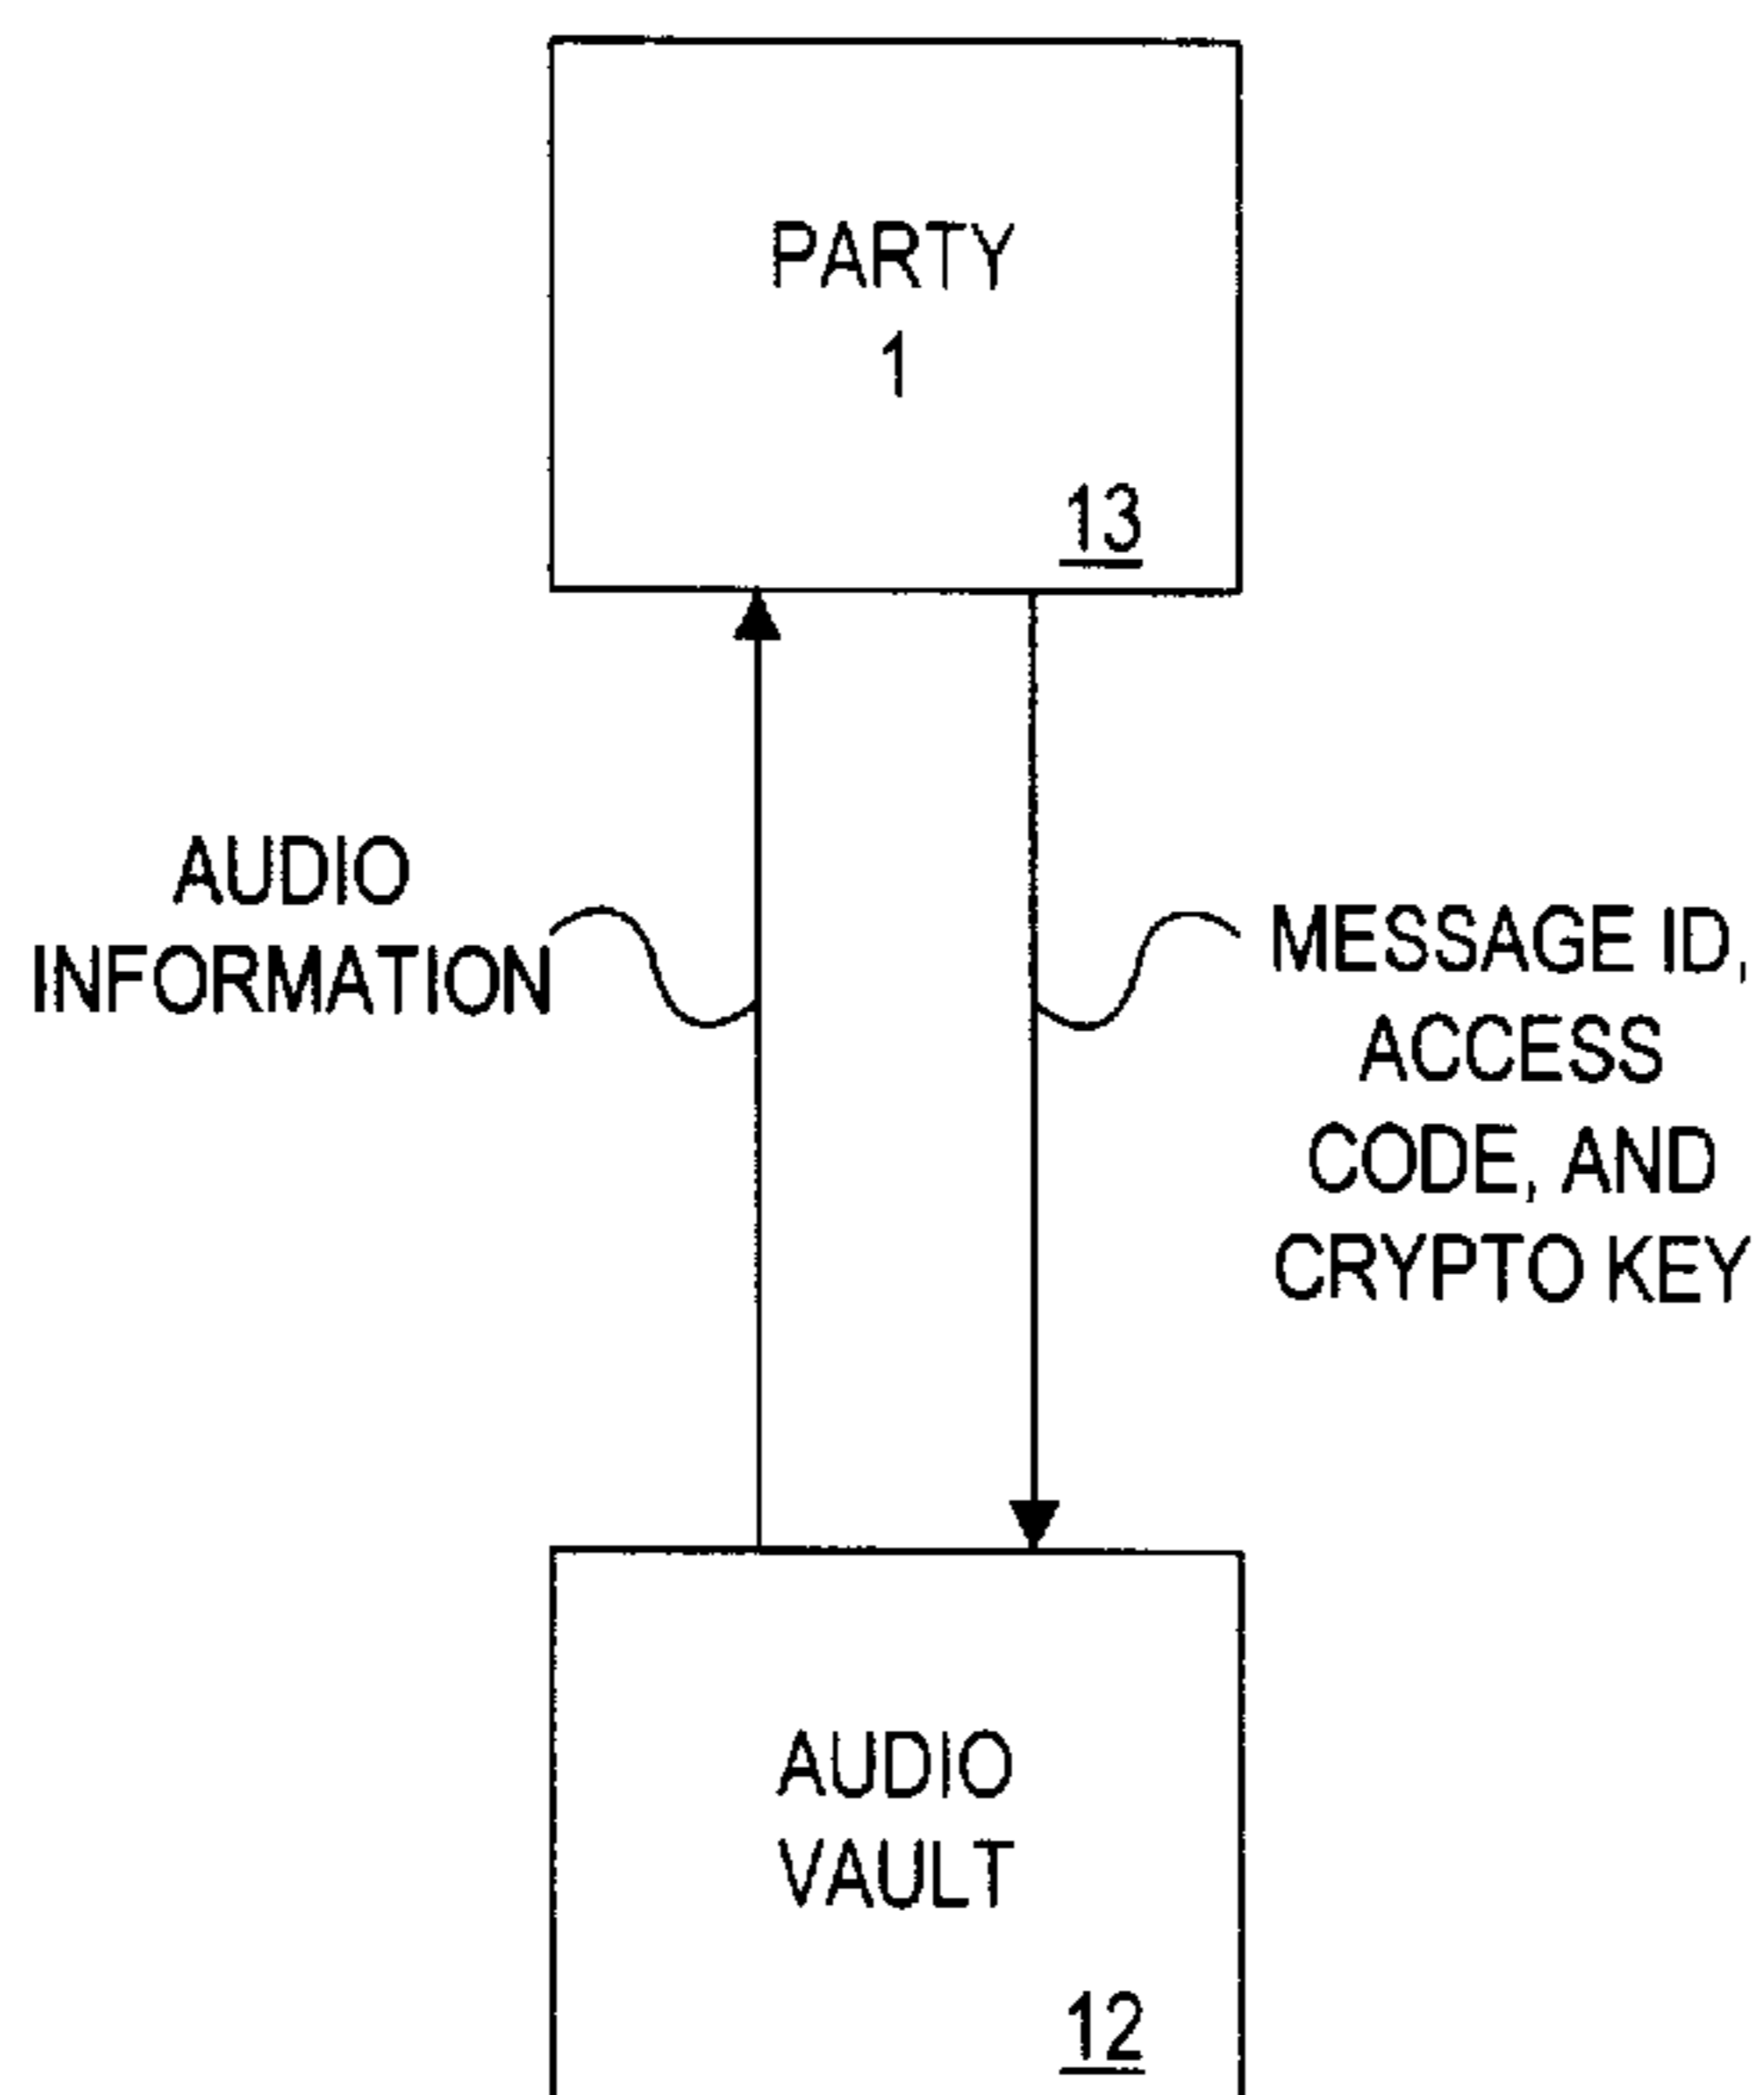 PARTY
1
13
AUDIO
INFORMATION
MESSAGE ID,
ACCESS
CODE, AND
CRYPTO KEY
AUDIO
VAULT
12